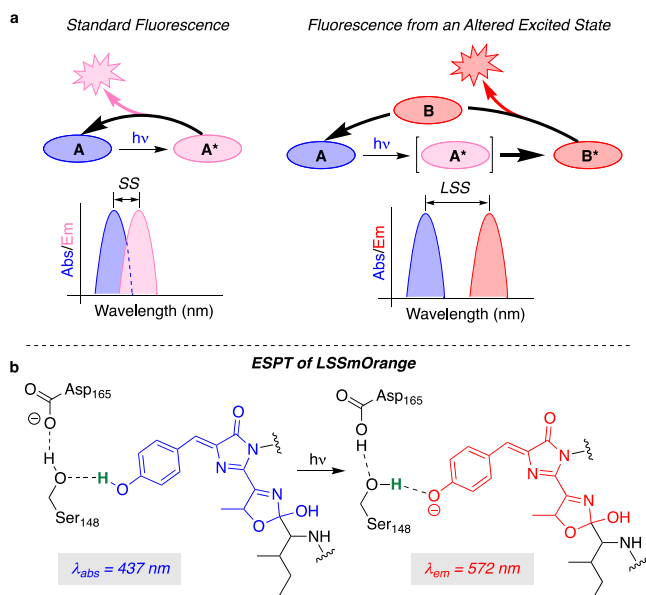 a
Standard Fluorescence
Fluorescence from an Altered Excited State
A
hν
A*
B
A
hν
A*
B*
SS
Abs/Em
Wavelength (nm)
LSS
Abs/Em
Wavelength (nm)
b
ESPT of LSSmOrange
O
Asp165
⊖
O
H
O
H
O
Ser148
O
N
N
N
OH
O
NH
λabs = 437 nm
hν
O
Asp165
O
H
H
O
H
O
⊖
Ser148
O
N
N
N
OH
O
NH
λem = 572 nm